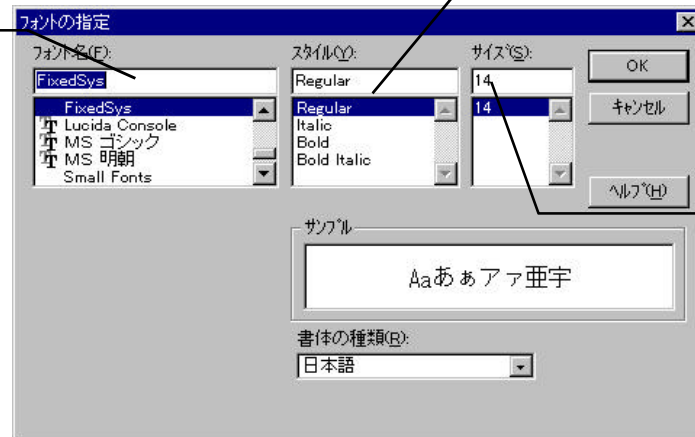 フォントの指定
フォント名(F):
スタイル(Y):
サイズ(S):
FixedSys
Regular
14
OK
キャンセル
ヘルプ(H)
FixedSys
Lucida Console
MS ゴシック
MS 明朝
Small Fonts
Regular
Italic
Bold
Bold Italic
14
サンプル
Aaあぁアァ亜宇
書体の種類(R):
日本語